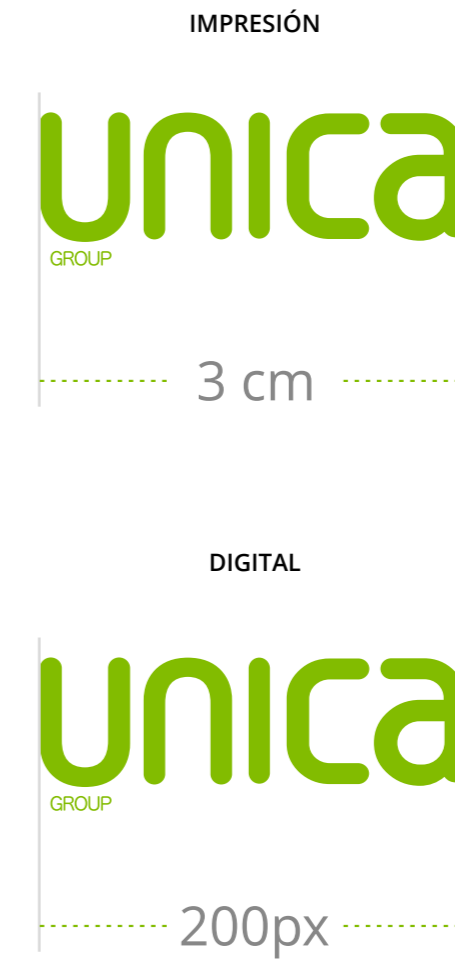 IMPRESIÓN
unica
GROUP
3 cm
DIGITAL
unica
GROUP
200px